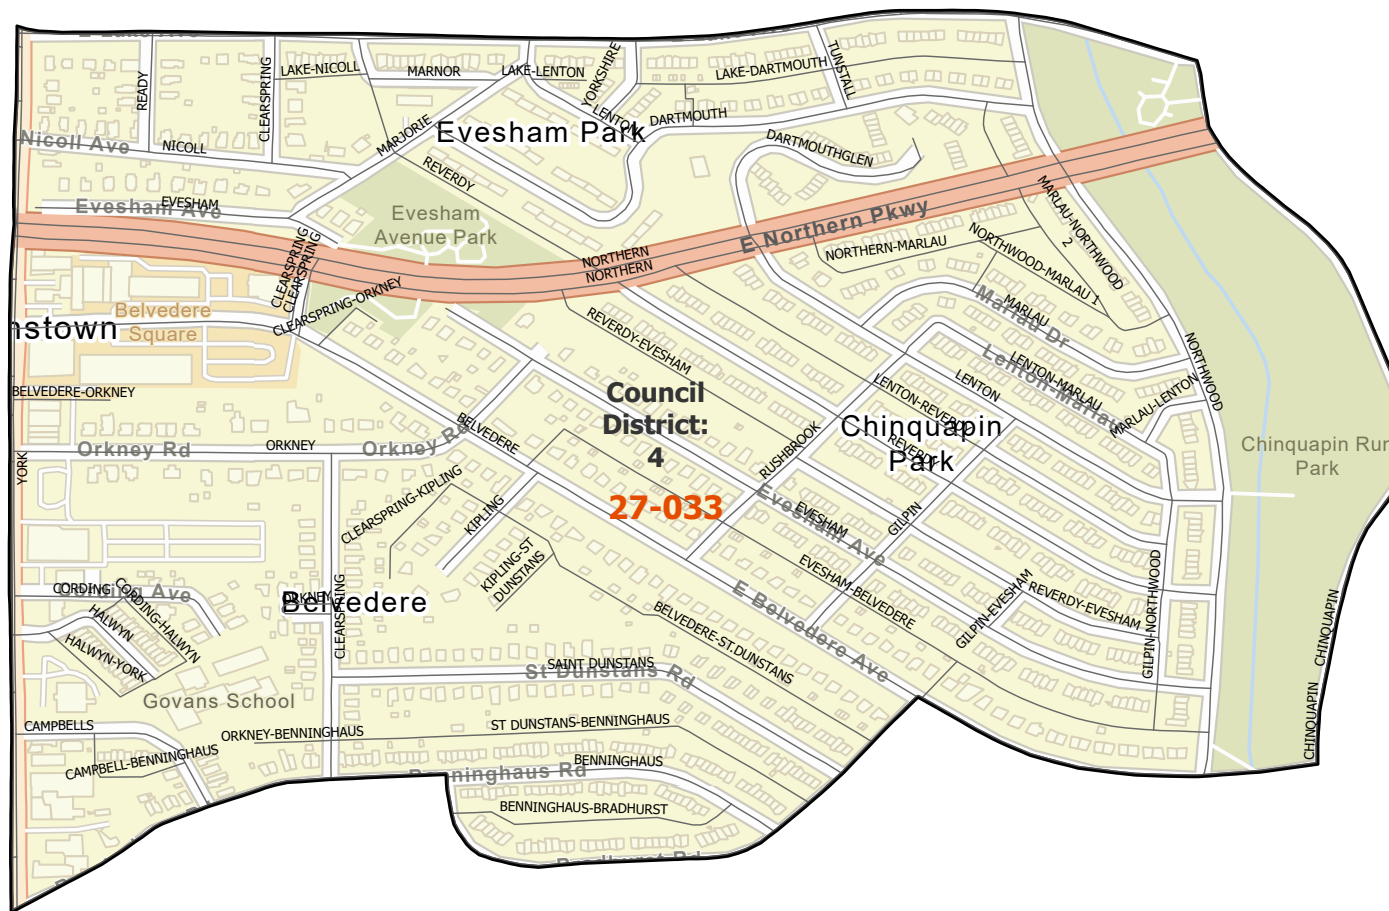 E Lake Ave
READY
CLEARSPRING
LAKE-NICOLL
MARNOR
LAKE-LENTON
YORKSHIRE
LENTON
LAKE-DARTMOUTH
TUNSTALL
DARTMOUTH
DARTMOUTHGLEN
MARJORIE
Evesham Park
Nicoll Ave
NICOLL
REVERDY
EVESHAM
Evesham Ave
Evesham
Avenue Park
E Northern Pkwy
NORTHERN
NORTHERN
MARLAU-NORTHWOOD
2
NORTHERN-MARLAU
NORTHWOOD-MARLAU 1
CLEARSPRING
CLEARSPRING
CLEARSPRING-ORKNEY
Belvedere
Square
nstown
REVERDY-EVESHAM
MARLAU
Marlau Dr
LENTON-MARLAU
Lenton-Marlau
MARLAU-LENTON
NORTHWOOD
LENTON
LENTON-REVERDY
REVERDY
Council
District:
4
27-033
Chinquapin
Park
Chinquapin Run
Park
BELVEDERE-ORKNEY
BELVEDERE
Orkney Rd
ORKNEY
Orkney Rd
YORK
RUSHBROOK
CLEARSPRING-KIPLING
KIPLING
KIPLING-ST
DUNSTANS
EVESHAM
Evesham Ave
GILPIN
EVESHAM-BELVEDERE
GILPIN-EVESHAM
REVERDY-EVESHAM
GILPIN-NORTHWOOD
CHINQUAPIN
CHINQUAPIN
CORDING
CORDING-HALWYN
HALWYN
HALWYN-YORK
ORKNEY
Belvedere
CLEARSPRING
E Belvedere Ave
BELVEDERE-ST.DUNSTANS
SAINT DUNSTANS
St Dunstans Rd
Govans School
CAMPBELLS
CAMPBELL-BENNINGHAUS
ORKNEY-BENNINGHAUS
ST DUNSTANS-BENNINGHAUS
Benninghaus Rd
BENNINGHAUS
BENNINGHAUS-BRADHURST
Bradhurst Rd